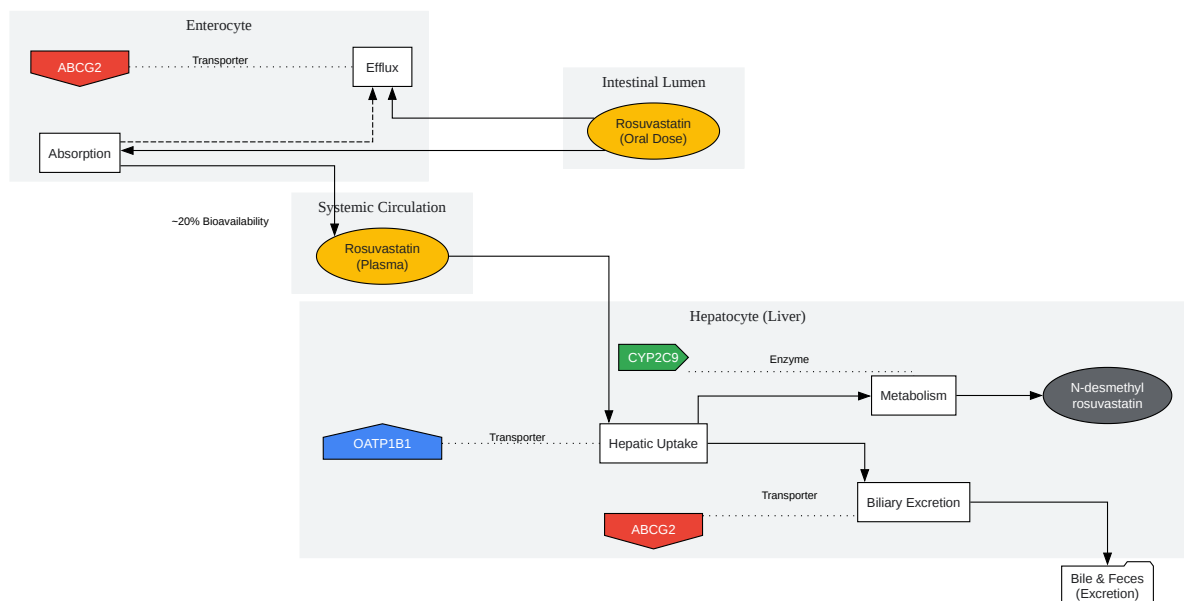 Enterocyte
ABCG2
Transporter
Efflux
Intestinal Lumen
Rosuvastatin
(Oral Dose)
Absorption
~20% Bioavailability
Systemic Circulation
Rosuvastatin
(Plasma)
Hepatocyte (Liver)
CYP2C9
Enzyme
Metabolism
N-desmethyl
rosuvastatin
OATP1B1
Transporter
Hepatic Uptake
Transporter
Biliary Excretion
ABCG2
Bile & Feces
(Excretion)